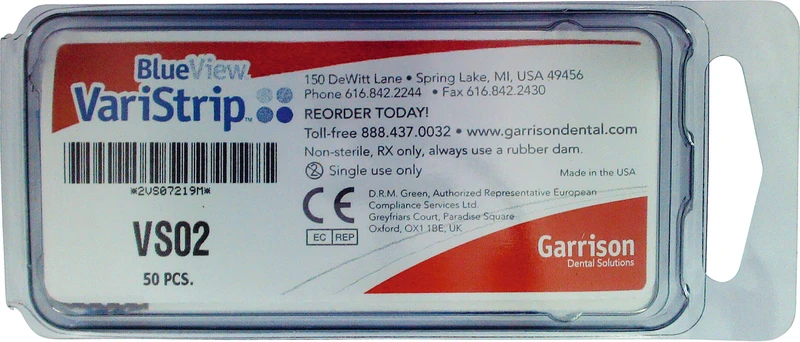 BlueView
VariStrip™
*2VS07219M*
VS02
50 PCS.
150 DeWitt Lane • Spring Lake, MI, USA 49456
Phone 616.842.2244 • Fax 616.842.2430
REORDER TODAY!
Toll-free 888.437.0032 • www.garrisondental.com
Non-sterile, RX only, always use a rubber dam.
2 Single use only
Made in the USA
CE
EC REP
D.R.M. Green, Authorized Representative European
Compliance Services Ltd.
Greyfriars Court, Paradise Square
Oxford, OX1 1BE, UK
Garrison
Dental Solutions